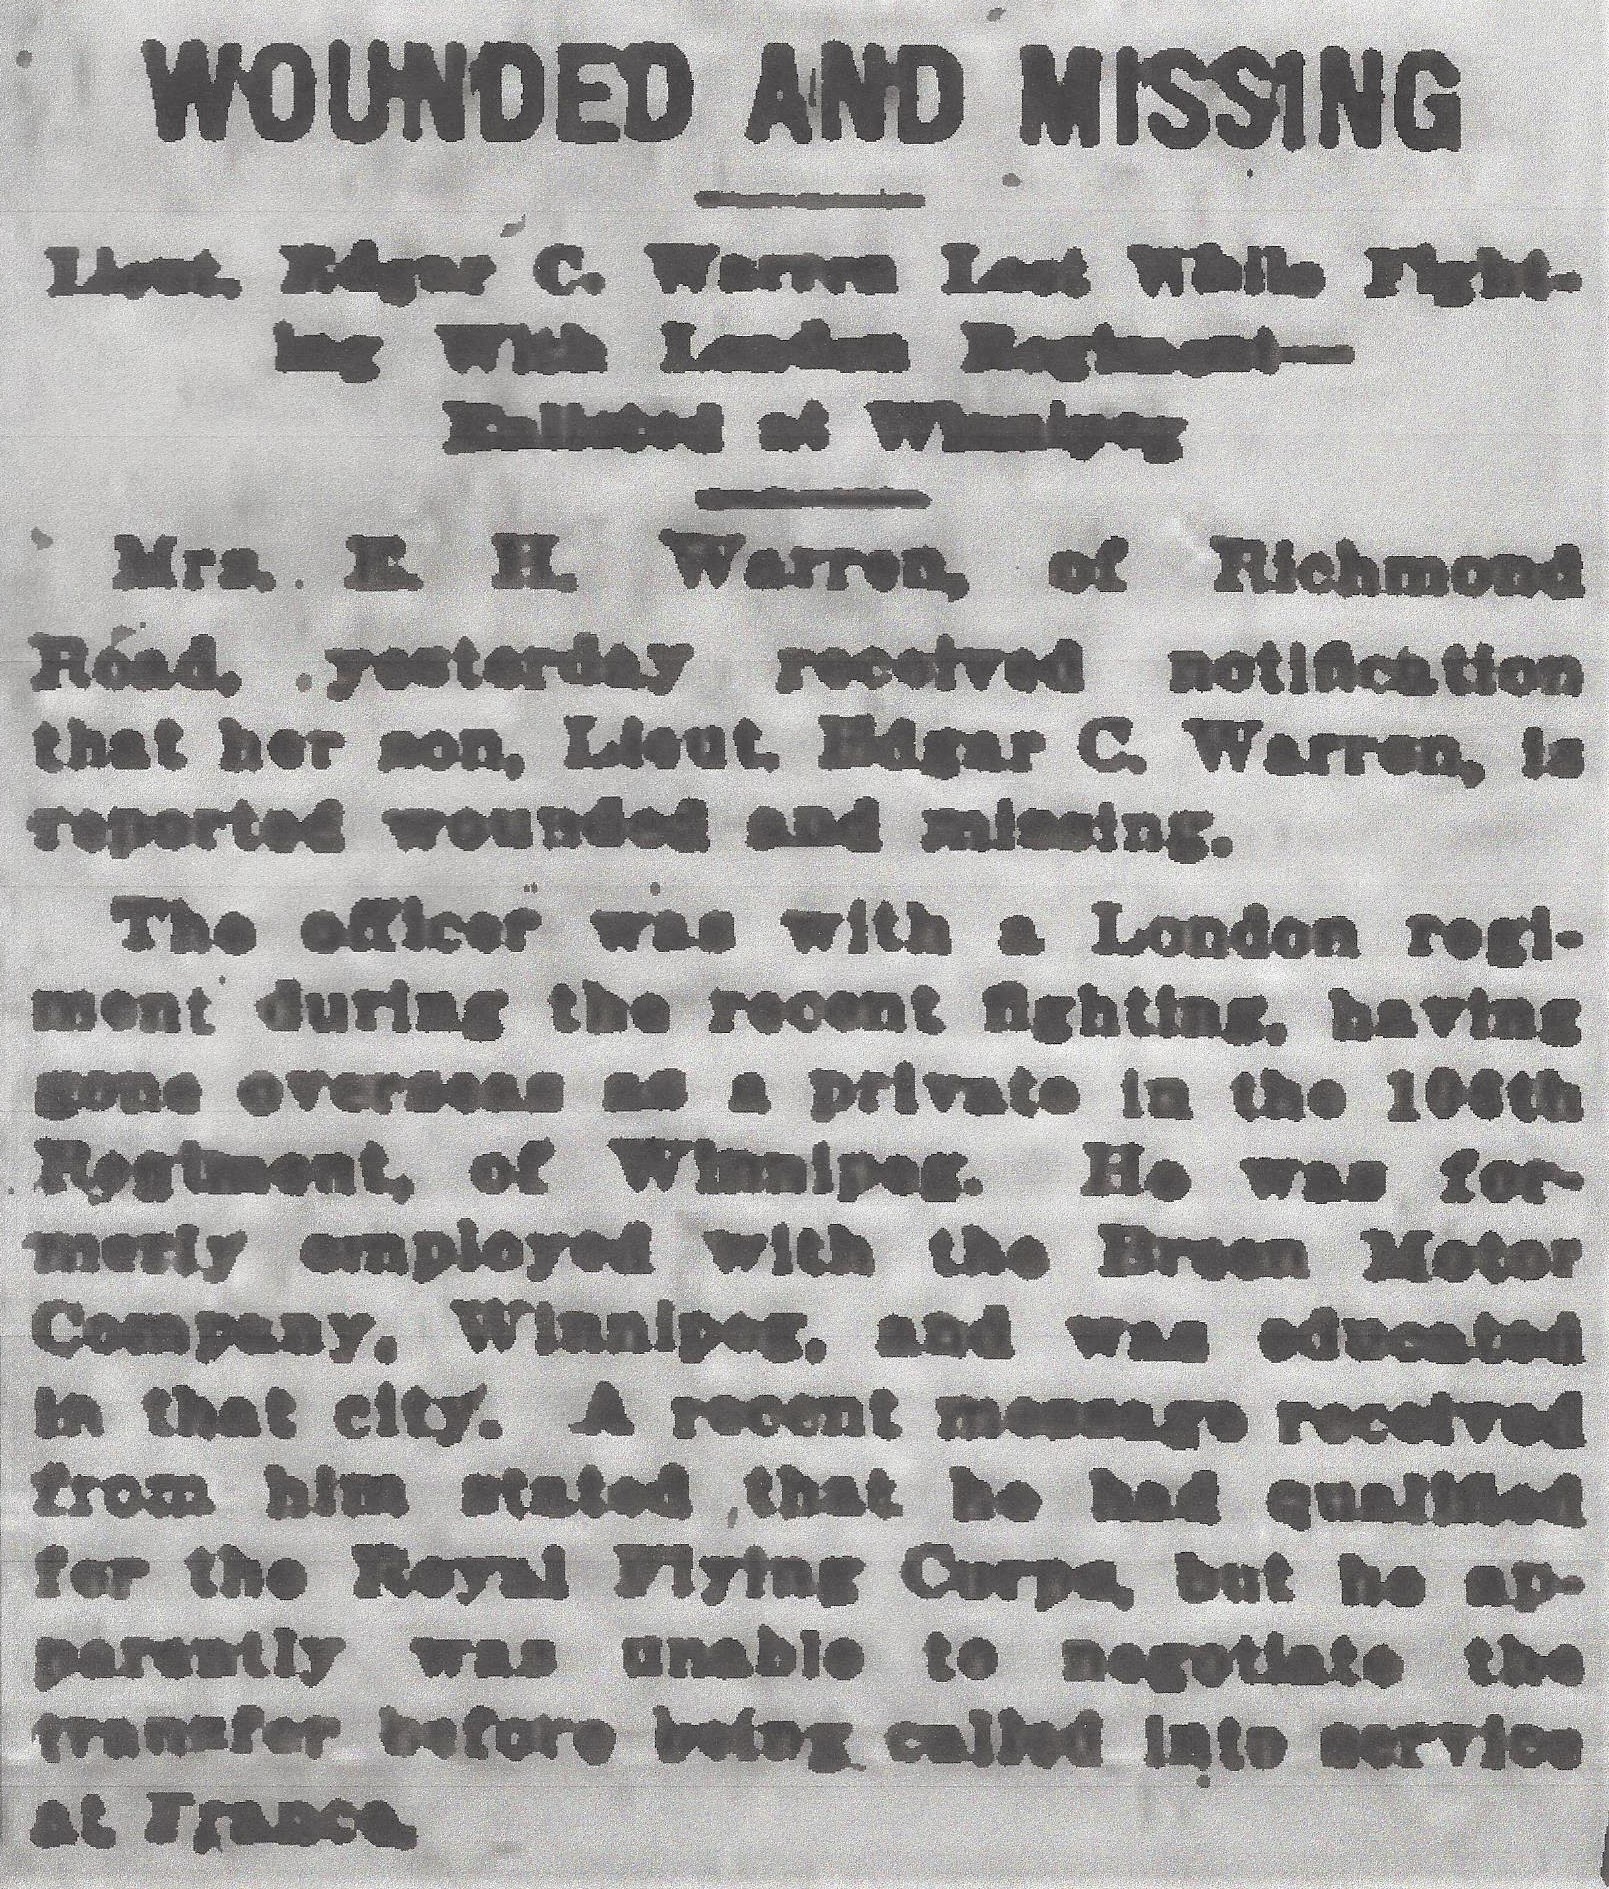 WOUNDED AND MISSING
Lieut. Edgar C. Warren Lost While Fight-
ing With London Regiment—
Enlisted at Winnipeg
Mrs. E. H. Warren, of Richmond
Road, yesterday received notification
that her son, Lieut. Edgar C. Warren, is
reported wounded and missing.
The officer was with a London regi-
ment during the recent fighting, having
gone overseas as a private in the
Regiment, of Winnipeg. He was for-
merly employed with the Breen Motor
Company, Winnipeg, and was educated
in that city. A recent message received
from him stated that he had qualified
for the Royal Flying Corps, but he ap-
parently was unable to negotiate the
transfer before being called into service
at France.